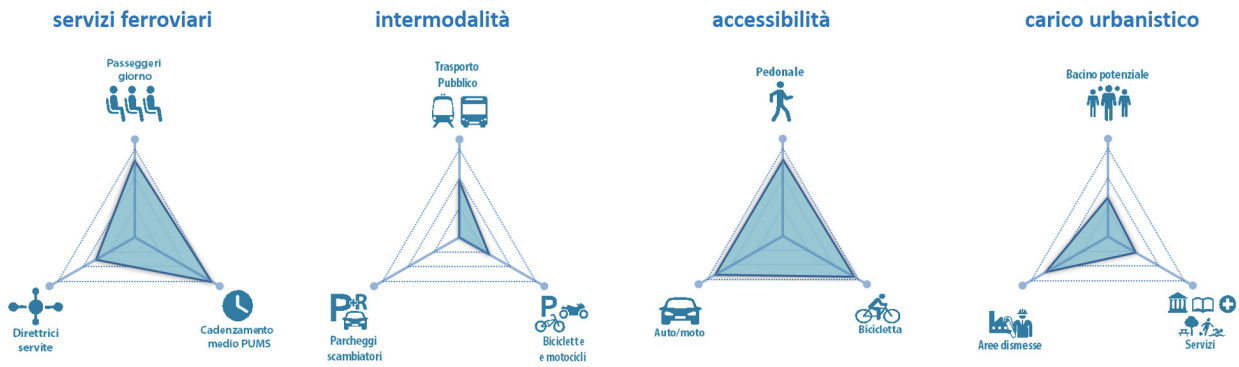 servizi ferroviari
Passeggeri
giorno
Direttrici
servite
Cadenzamento
medio PUMS
intermodalità
Trasporto
Pubblico
P+R
Parcheggi
scambiatori
P
Biciclette
e motocicli
accessibilità
Pedonale
Auto/moto
Bicicletta
carico urbanistico
Bacino potenziale
Aree dismesse
Servizi